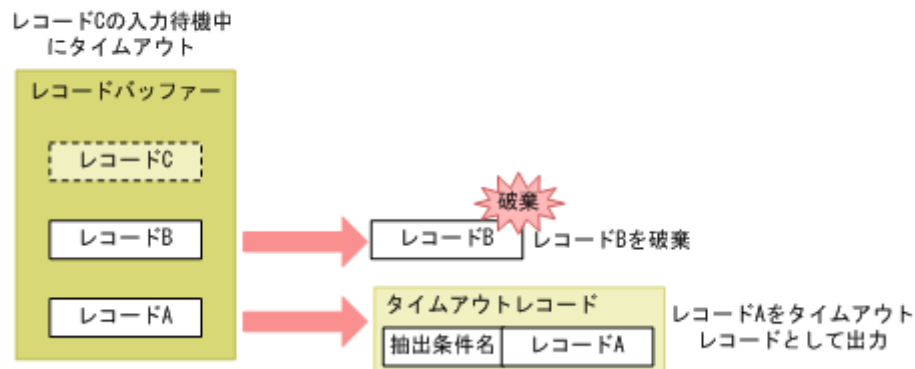 レコードCの入力待機中
にタイムアウト
レコードバッファー
レコードC
破棄
レコードB
レコードB
レコードBを破棄
タイムアウトレコード
レコードA
抽出条件名
レコードA
レコードAをタイムアウト
レコードとして出力